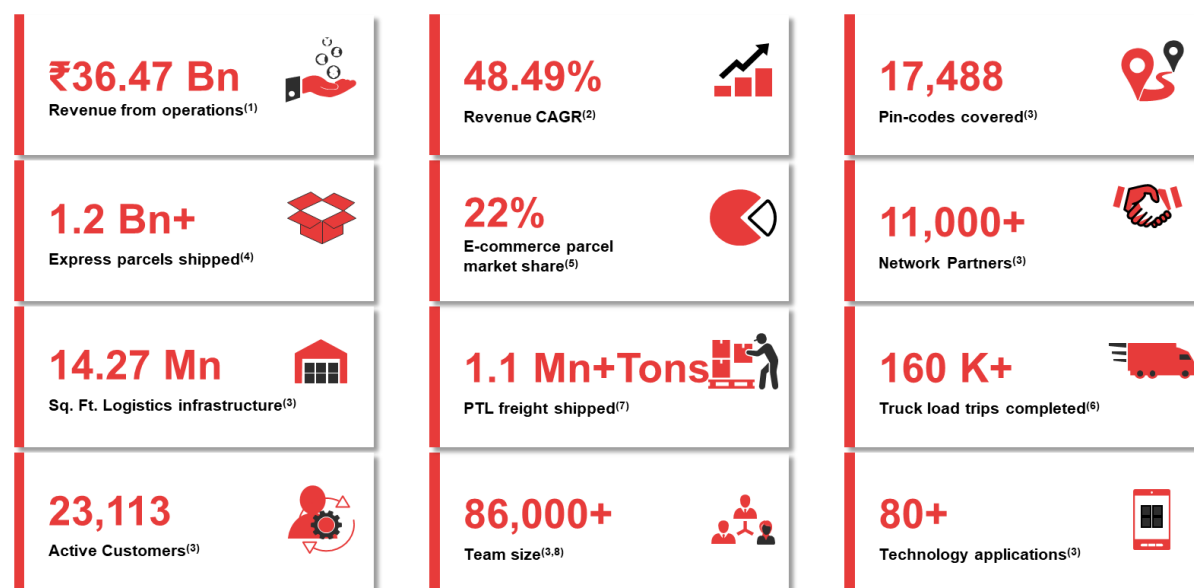 ₹36.47 Bn
Revenue from operations(1)
48.49%
Revenue CAGR(2)
17,488
Pin-codes covered(3)
1.2 Bn+
Express parcels shipped(4)
22%
E-commerce parcel
market share(5)
11,000+
Network Partners(3)
14.27 Mn
Sq. Ft. Logistics infrastructure(3)
1.1 Mn+Tons
PTL freight shipped(7)
160 K+
Truck load trips completed(6)
23,113
Active Customers(3)
86,000+
Team size(3,8)
80+
Technology applications(3)